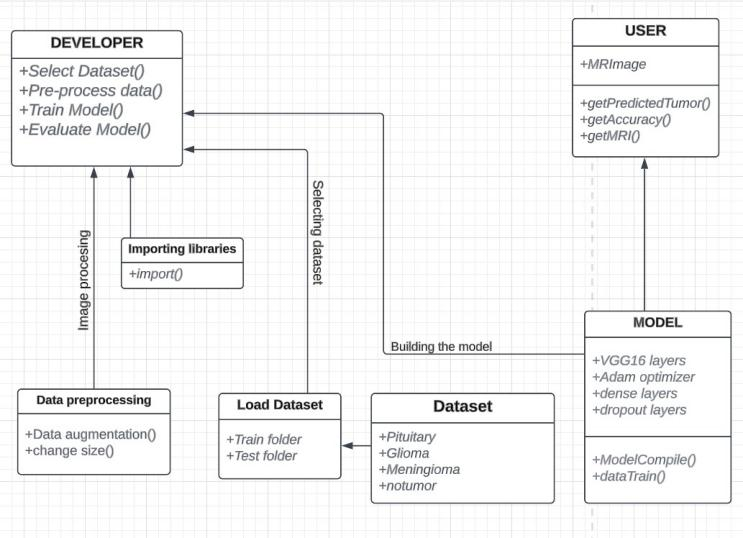 DEVELOPER
+Select Dataset()
+Pre-process data()
+Train Model()
+Evaluate Model()
USER
+MRImage
+getPredictedTumor()
+getAccuracy()
+getMRI()
Image procesing
Importing libraries
+import()
Selecting dataset
Building the model
MODEL
+VGG16 layers
+Adam optimizer
+dense layers
+dropout layers
+ModelCompile()
+dataTrain()
Data preprocessing
+Data augmentation()
+change size()
Load Dataset
+Train folder
+Test folder
Dataset
+Pituitary
+Glioma
+Meningioma
+notumor